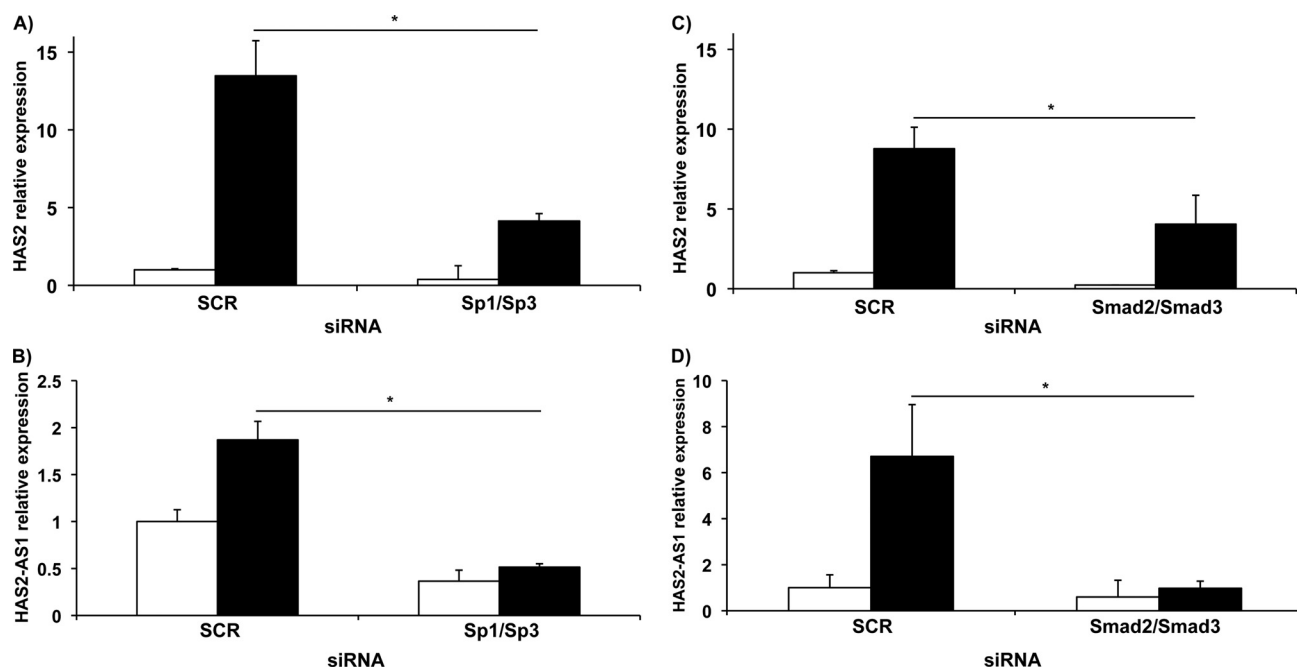 A)
HAS2 relative expression
15
10
5
0
*
SCR
Sp1/Sp3
siRNA
C)
HAS2 relative expression
15
10
5
0
*
SCR
Smad2/Smad3
siRNA
B)
HAS2-AS1 relative expression
2.5
2
1.5
1
0.5
0
*
SCR
Sp1/Sp3
siRNA
D)
HAS2-AS1 relative expression
10
8
6
4
2
0
*
SCR
Smad2/Smad3
siRNA